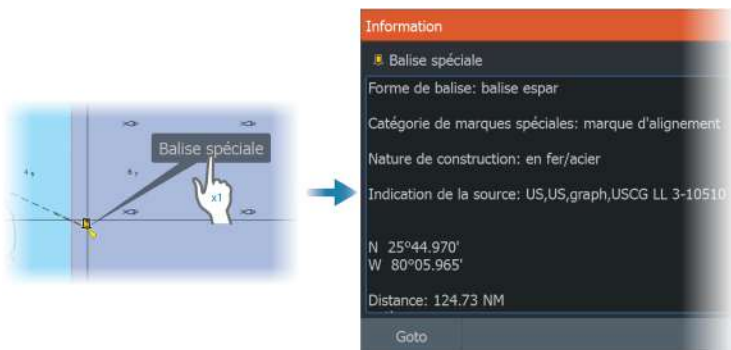 Balise spéciale
x1
Information
Balise spéciale
Forme de balise: balise espar
Catégorie de marques spéciales: marque d'alignement
Nature de construction: en fer/acier
Indication de la source: US,US,graph,USCG LL 3-10510
N 25°44.970'
W 80°05.965'
Distance: 124.73 NM
Goto